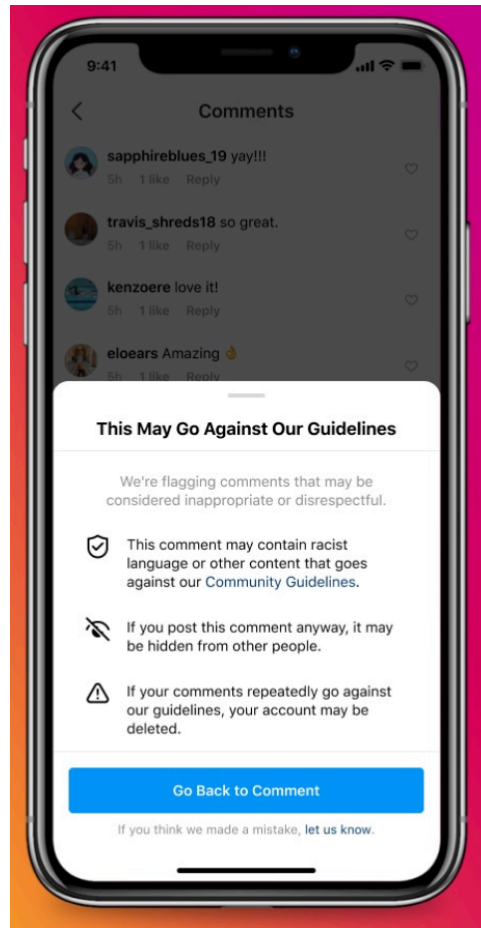 9:41
Comments
sapphireblues_19 yay!!!
5h 1 like Reply
travis_shreds18 so great.
5h 1 like Reply
kenzoere love it!
5h 1 like Reply
eloears Amazing 👌
5h 1 like Reply
This May Go Against Our Guidelines
We're flagging comments that may be
considered inappropriate or disrespectful.
This comment may contain racist
language or other content that goes
against our Community Guidelines.
If you post this comment anyway, it may
be hidden from other people.
If your comments repeatedly go against
our guidelines, your account may be
deleted.
Go Back to Comment
If you think we made a mistake, let us know.